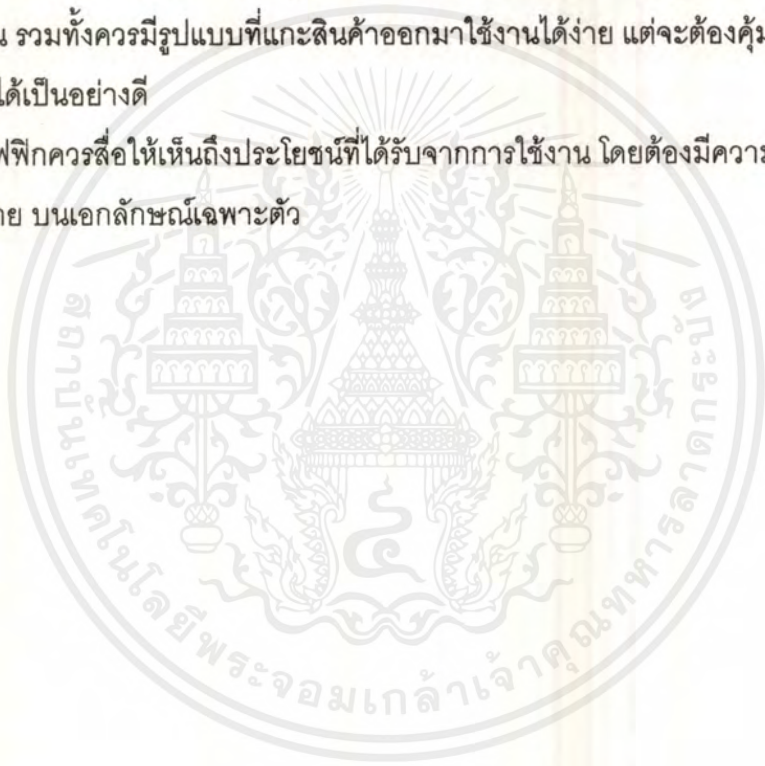 น รวมทั้งควรมีรูปแบบที่แกะสินค้าออกมาใช้งานได้ง่าย แต่จะต้องคุ้ม
ได้เป็นอย่างดี
ฟฟิกควรสื่อให้เห็นถึงประโยชน์ที่ได้รับจากการใช้งาน โดยต้องมีความ
าย บนเอกลักษณ์เฉพาะตัว
สถาบันเทคโนโลยีพระจอมเกล้าเจ้าคุณทหารลาดกระบัง